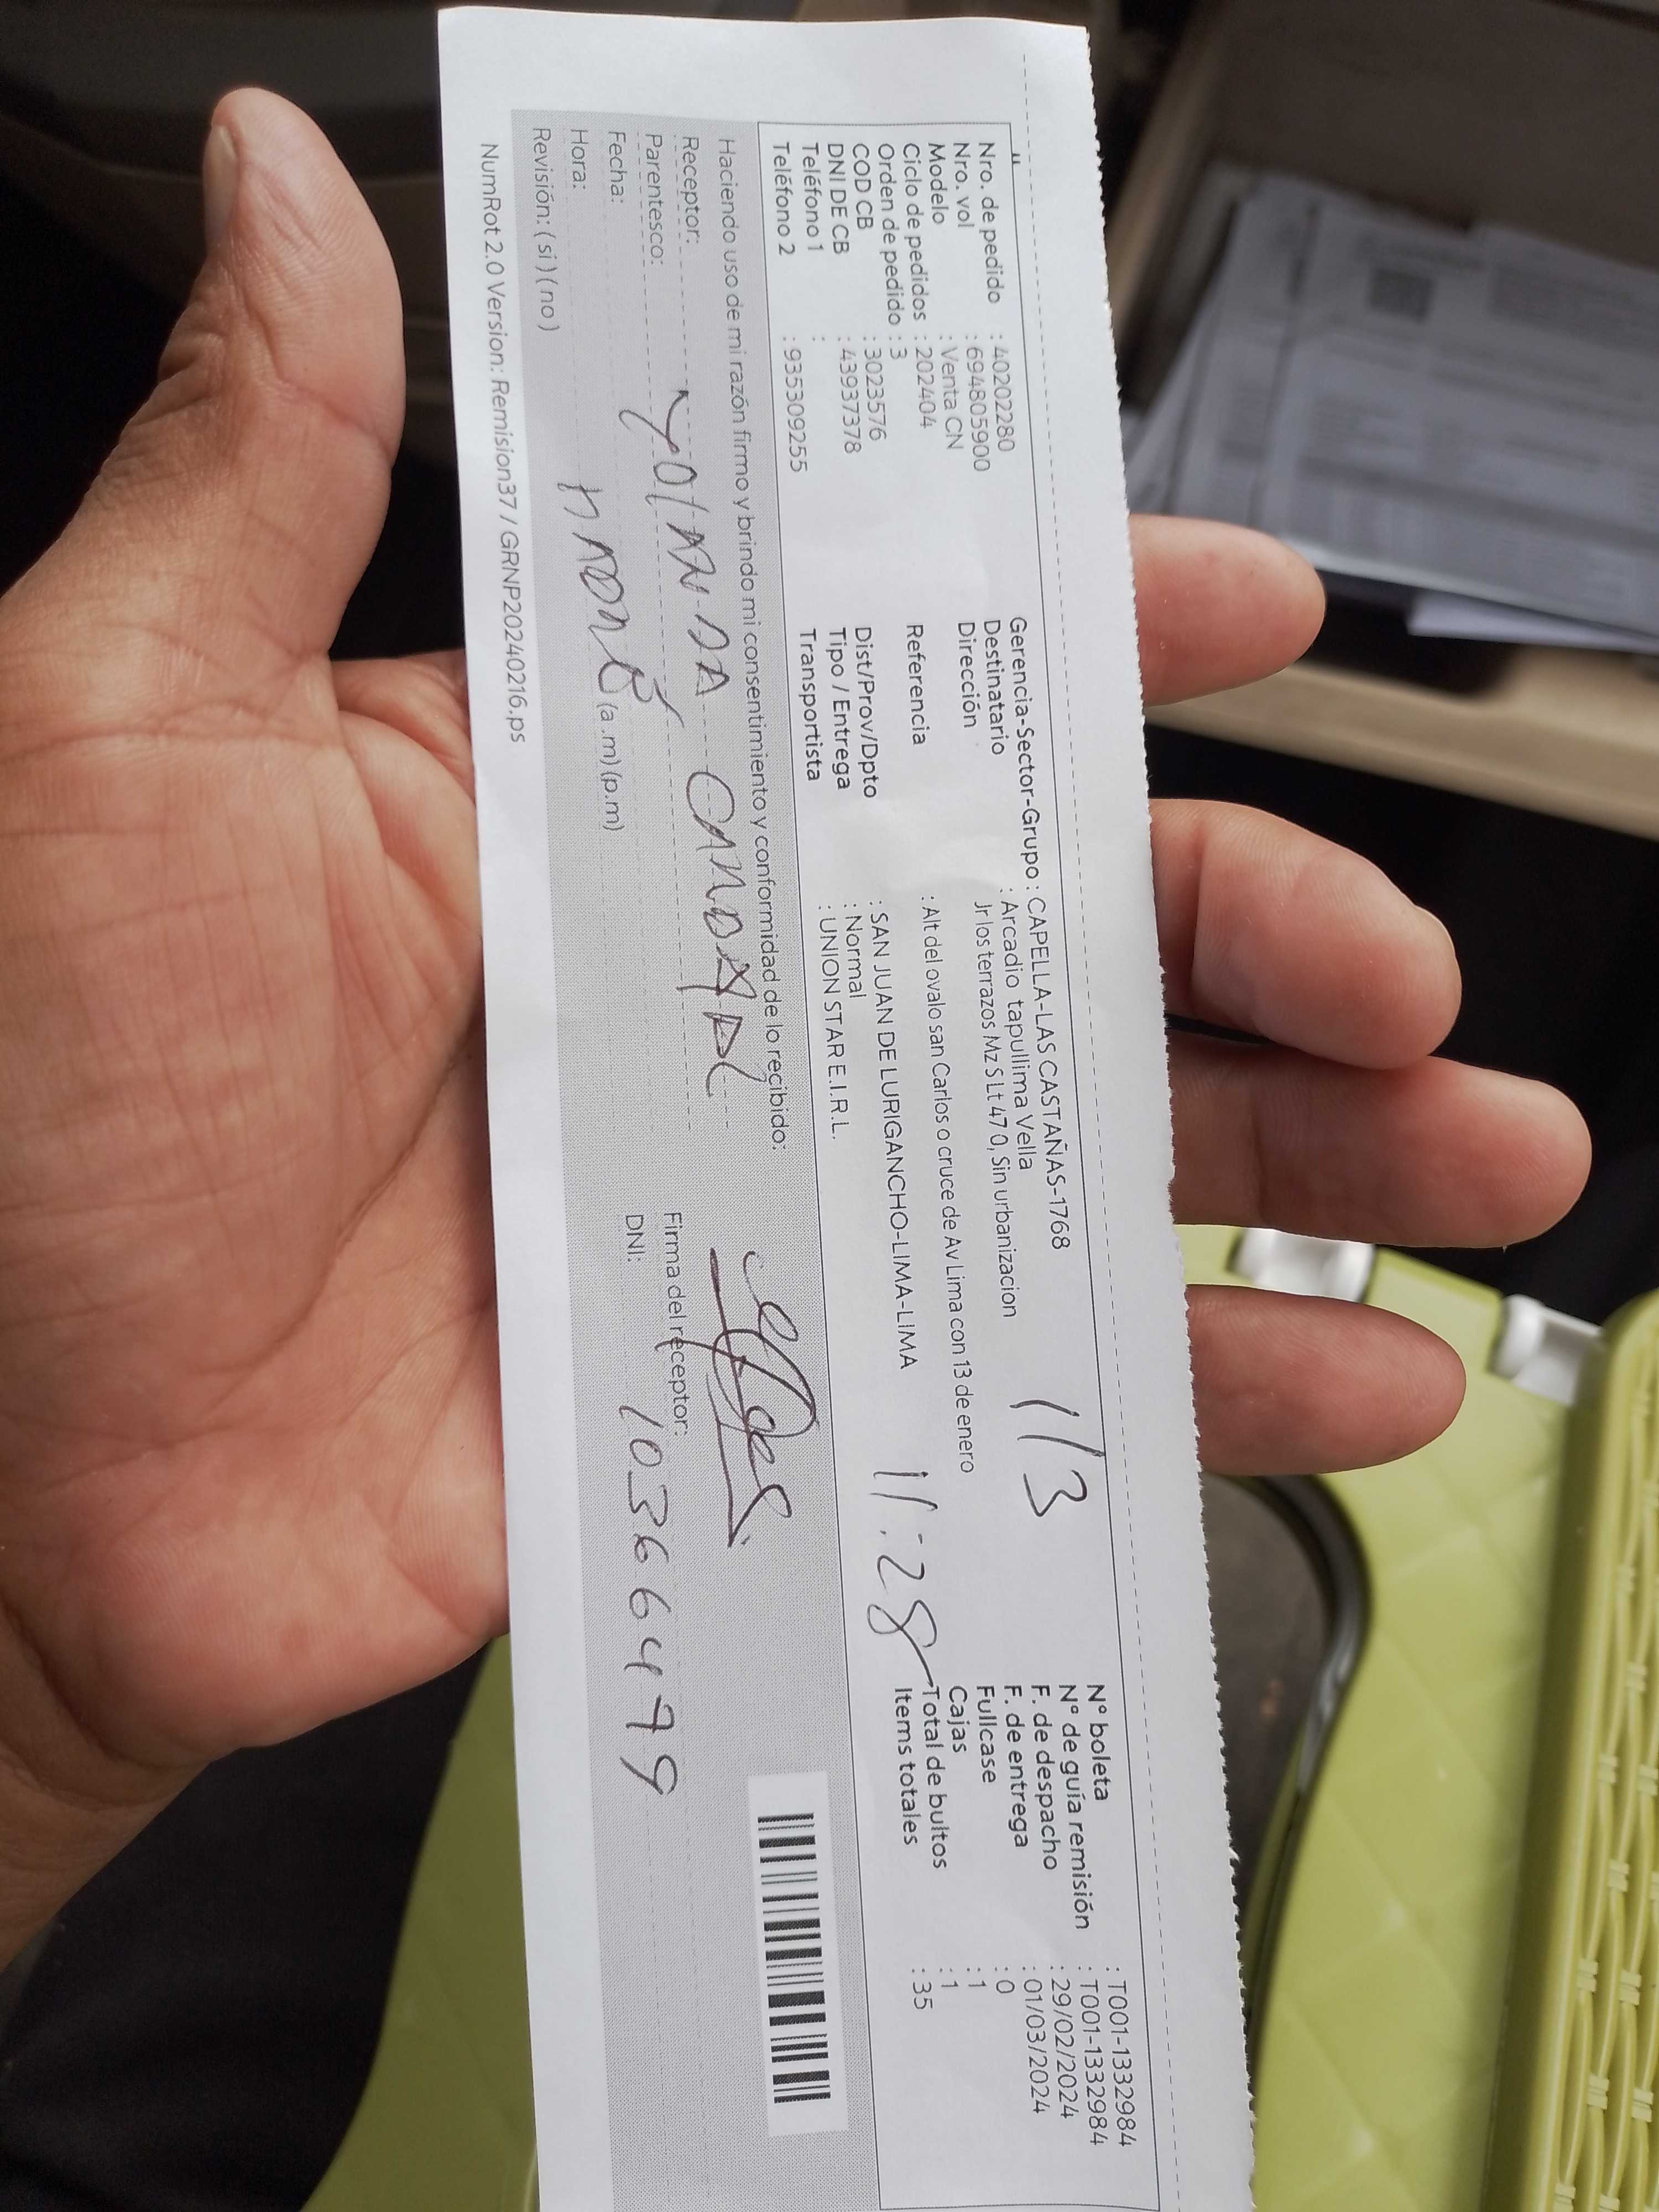 Nro. de pedido : 40202280
Nro. vol : 694805900
Modelo : Venta CN
Ciclo de pedidos : 202404
Orden de pedido : 3
COD CB : 3023576
DNI DE CB : 43937378
Teléfono 1 :
Teléfono 2 : 935309255
Gerencia-Sector-Grupo : CAPELLA-LAS CASTAÑAS-1768
Destinatario : Arcadio tapullima Vella
Dirección Jr los terrazos Mz S Lt 47 0, Sin urbanizacion
Referencia : Alt del ovalo san Carlos o cruce de Av Lima con 13 de enero
Dist/Prov/Dpto : SAN JUAN DE LURIGANCHO-LIMA-LIMA
Tipo / Entrega : Normal
Transportista : UNION STAR E.I.R.L.
1/3
11:28
N° boleta : T001-1332984
N° de guía remisión : T001-1332984
F. de despacho : 29/02/2024
F. de entrega : 01/03/2024
Fullcase : 0
Cajas : 1
Total de bultos : 1
Items totales : 35
Haciendo uso de mi razón firmo y brindo mi consentimiento y conformidad de lo recibido:
Receptor: YOLANDA
Parentesco:
Fecha:
Hora: (a.m) (p.m)
Revisión: ( si ) ( no )
Firma del receptor:
DNI: 10366479
NumRot 2.0 Version: Remision37 / GRNP20240216.ps